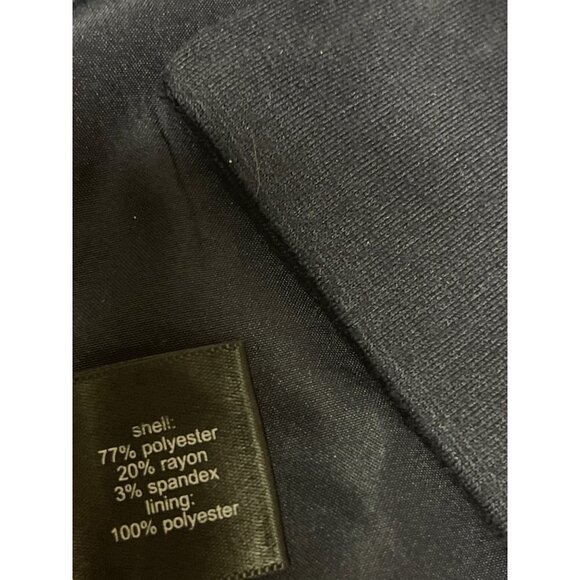 shell:
77% polyester
20% rayon
3% spandex
lining:
100% polyester